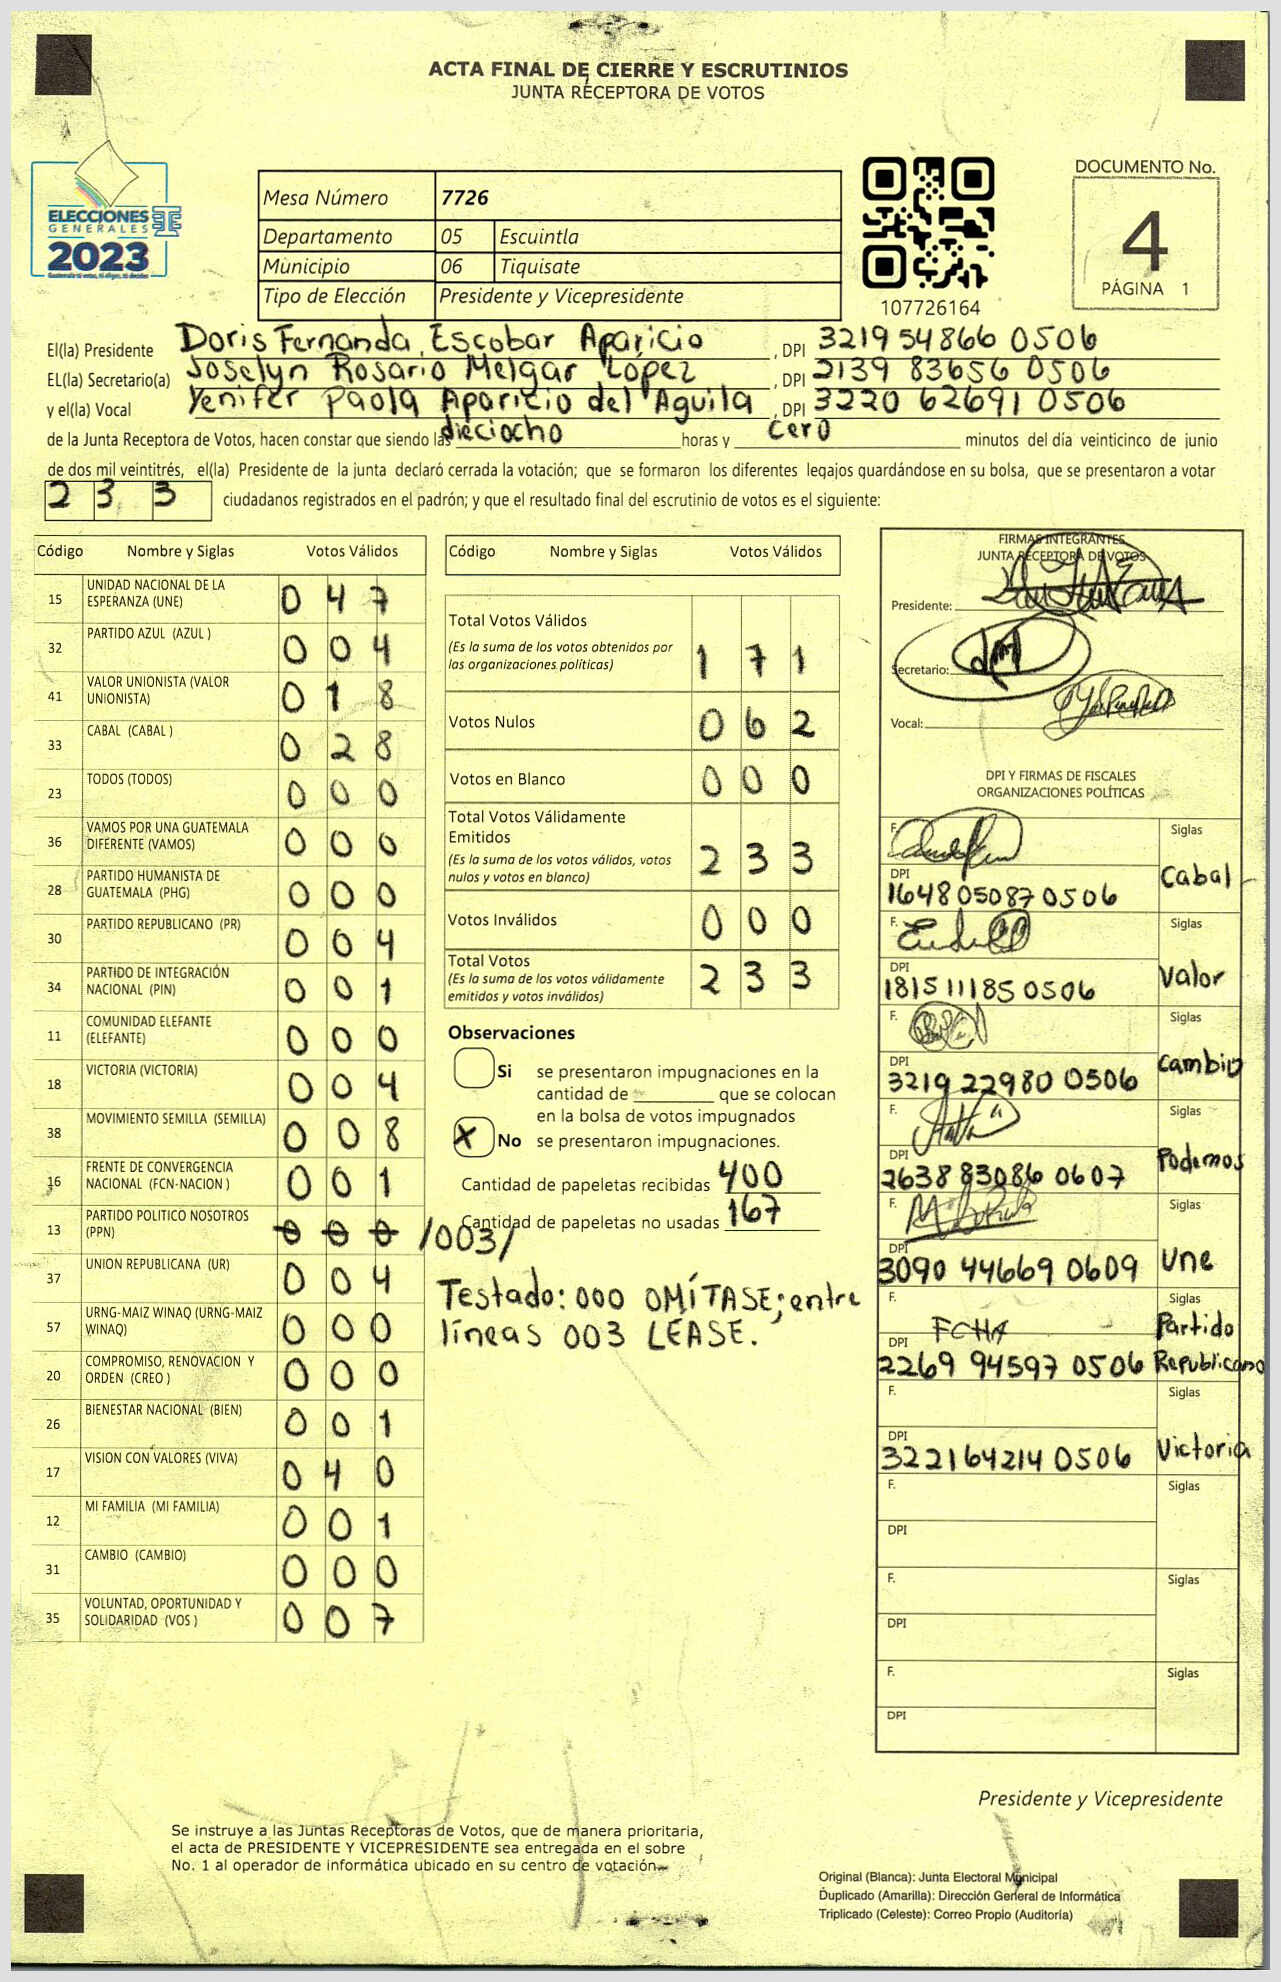 ACTA FINAL DE CIERRE Y ESCRUTINIOS
JUNTA RECEPTORA DE VOTOS
ELECCIONES
GENERALES
2023
Mesa Número 7726
Departamento 05 Escuintla
Municipio 06 Tiquisate
Tipo de Elección Presidente y Vicepresidente
107726164
DOCUMENTO No.
4
PÁGINA 1
El(la) Presidente Doris Fernanda Escobar Aparicio, DPI 3219 54866 0506
EL(la) Secretario(a) Joselyn Rosario Melgar López, DPI 2139 83656 0506
y el(la) Vocal Yenifer Paola Aparicio del Aguila, DPI 3220 62691 0506
de la Junta Receptora de Votos, hacen constar que siendo las dieciocho horas y cero minutos del día veinticinco de junio
de dos mil veintitrés, el(la) Presidente de la junta declaró cerrada la votación; que se formaron los diferentes legajos guardándose en su bolsa, que se presentaron a votar
2 3 3 ciudadanos registrados en el padrón; y que el resultado final del escrutinio de votos es el siguiente:
Código Nombre y Siglas Votos Válidos
15 UNIDAD NACIONAL DE LA
ESPERANZA (UNE) 0 4 7
32 PARTIDO AZUL (AZUL ) 0 0 4
41 VALOR UNIONISTA (VALOR
UNIONISTA) 0 1 8
33 CABAL (CABAL ) 0 2 8
23 TODOS (TODOS) 0 0 0
36 VAMOS POR UNA GUATEMALA
DIFERENTE (VAMOS) 0 0 0
28 PARTIDO HUMANISTA DE
GUATEMALA (PHG) 0 0 0
30 PARTIDO REPUBLICANO (PR) 0 0 4
34 PARTIDO DE INTEGRACIÓN
NACIONAL (PIN) 0 0 1
11 COMUNIDAD ELEFANTE
(ELEFANTE) 0 0 0
18 VICTORIA (VICTORIA) 0 0 4
38 MOVIMIENTO SEMILLA (SEMILLA) 0 0 8
16 FRENTE DE CONVERGENCIA
NACIONAL (FCN-NACION ) 0 0 1
13 PARTIDO POLITICO NOSOTROS
(PPN) 0 0 0 /003/
37 UNION REPUBLICANA (UR) 0 0 4
57 URNG-MAIZ WINAQ (URNG-MAIZ
WINAQ) 0 0 0
20 COMPROMISO, RENOVACION Y
ORDEN (CREO ) 0 0 0
26 BIENESTAR NACIONAL (BIEN) 0 0 1
17 VISION CON VALORES (VIVA) 0 4 0
12 MI FAMILIA (MI FAMILIA) 0 0 1
31 CAMBIO (CAMBIO) 0 0 0
35 VOLUNTAD, OPORTUNIDAD Y
SOLIDARIDAD (VOS ) 0 0 7
Código Nombre y Siglas Votos Válidos
Total Votos Válidos
(Es la suma de los votos obtenidos por
las organizaciones políticas) 1 7 1
Votos Nulos 0 6 2
Votos en Blanco 0 0 0
Total Votos Válidamente
Emitidos
(Es la suma de los votos válidos, votos
nulos y votos en blanco) 2 3 3
Votos Inválidos 0 0 0
Total Votos
(Es la suma de los votos válidamente
emitidos y votos inválidos) 2 3 3
Observaciones
Si se presentaron impugnaciones en la
cantidad de ________ que se colocan
en la bolsa de votos impugnados
X No se presentaron impugnaciones.
Cantidad de papeletas recibidas 400
Cantidad de papeletas no usadas 167
Testado: 000 OMÍTASE; entre
líneas 003 LÉASE.
FIRMAS INTEGRANTES
JUNTA RECEPTORA DE VOTOS
Presidente:
Secretario:
Vocal:
DPI Y FIRMAS DE FISCALES
ORGANIZACIONES POLÍTICAS
F. Siglas
DPI 1648 05087 0506 Cabal
F. Siglas
DPI 1815 11185 0506 Valor
F. Siglas
DPI 3219 22980 0506 Cambio
F. Siglas
DPI 2638 83086 0607 Podemos
F. Siglas
DPI 3090 44669 0609 Une
F. FCHA Siglas
DPI 2269 94597 0506 Partido Republicano
F. Siglas
DPI 3221 64214 0506 Victoria
F. Siglas
DPI
F. Siglas
DPI
F. Siglas
DPI
Presidente y Vicepresidente
Se instruye a las Juntas Receptoras de Votos, que de manera prioritaria,
el acta de PRESIDENTE Y VICEPRESIDENTE sea entregada en el sobre
No. 1 al operador de informática ubicado en su centro de votación
Original (Blanca): Junta Electoral Municipal
Duplicado (Amarilla): Dirección General de Informática
Triplicado (Celeste): Correo Propio (Auditoría)